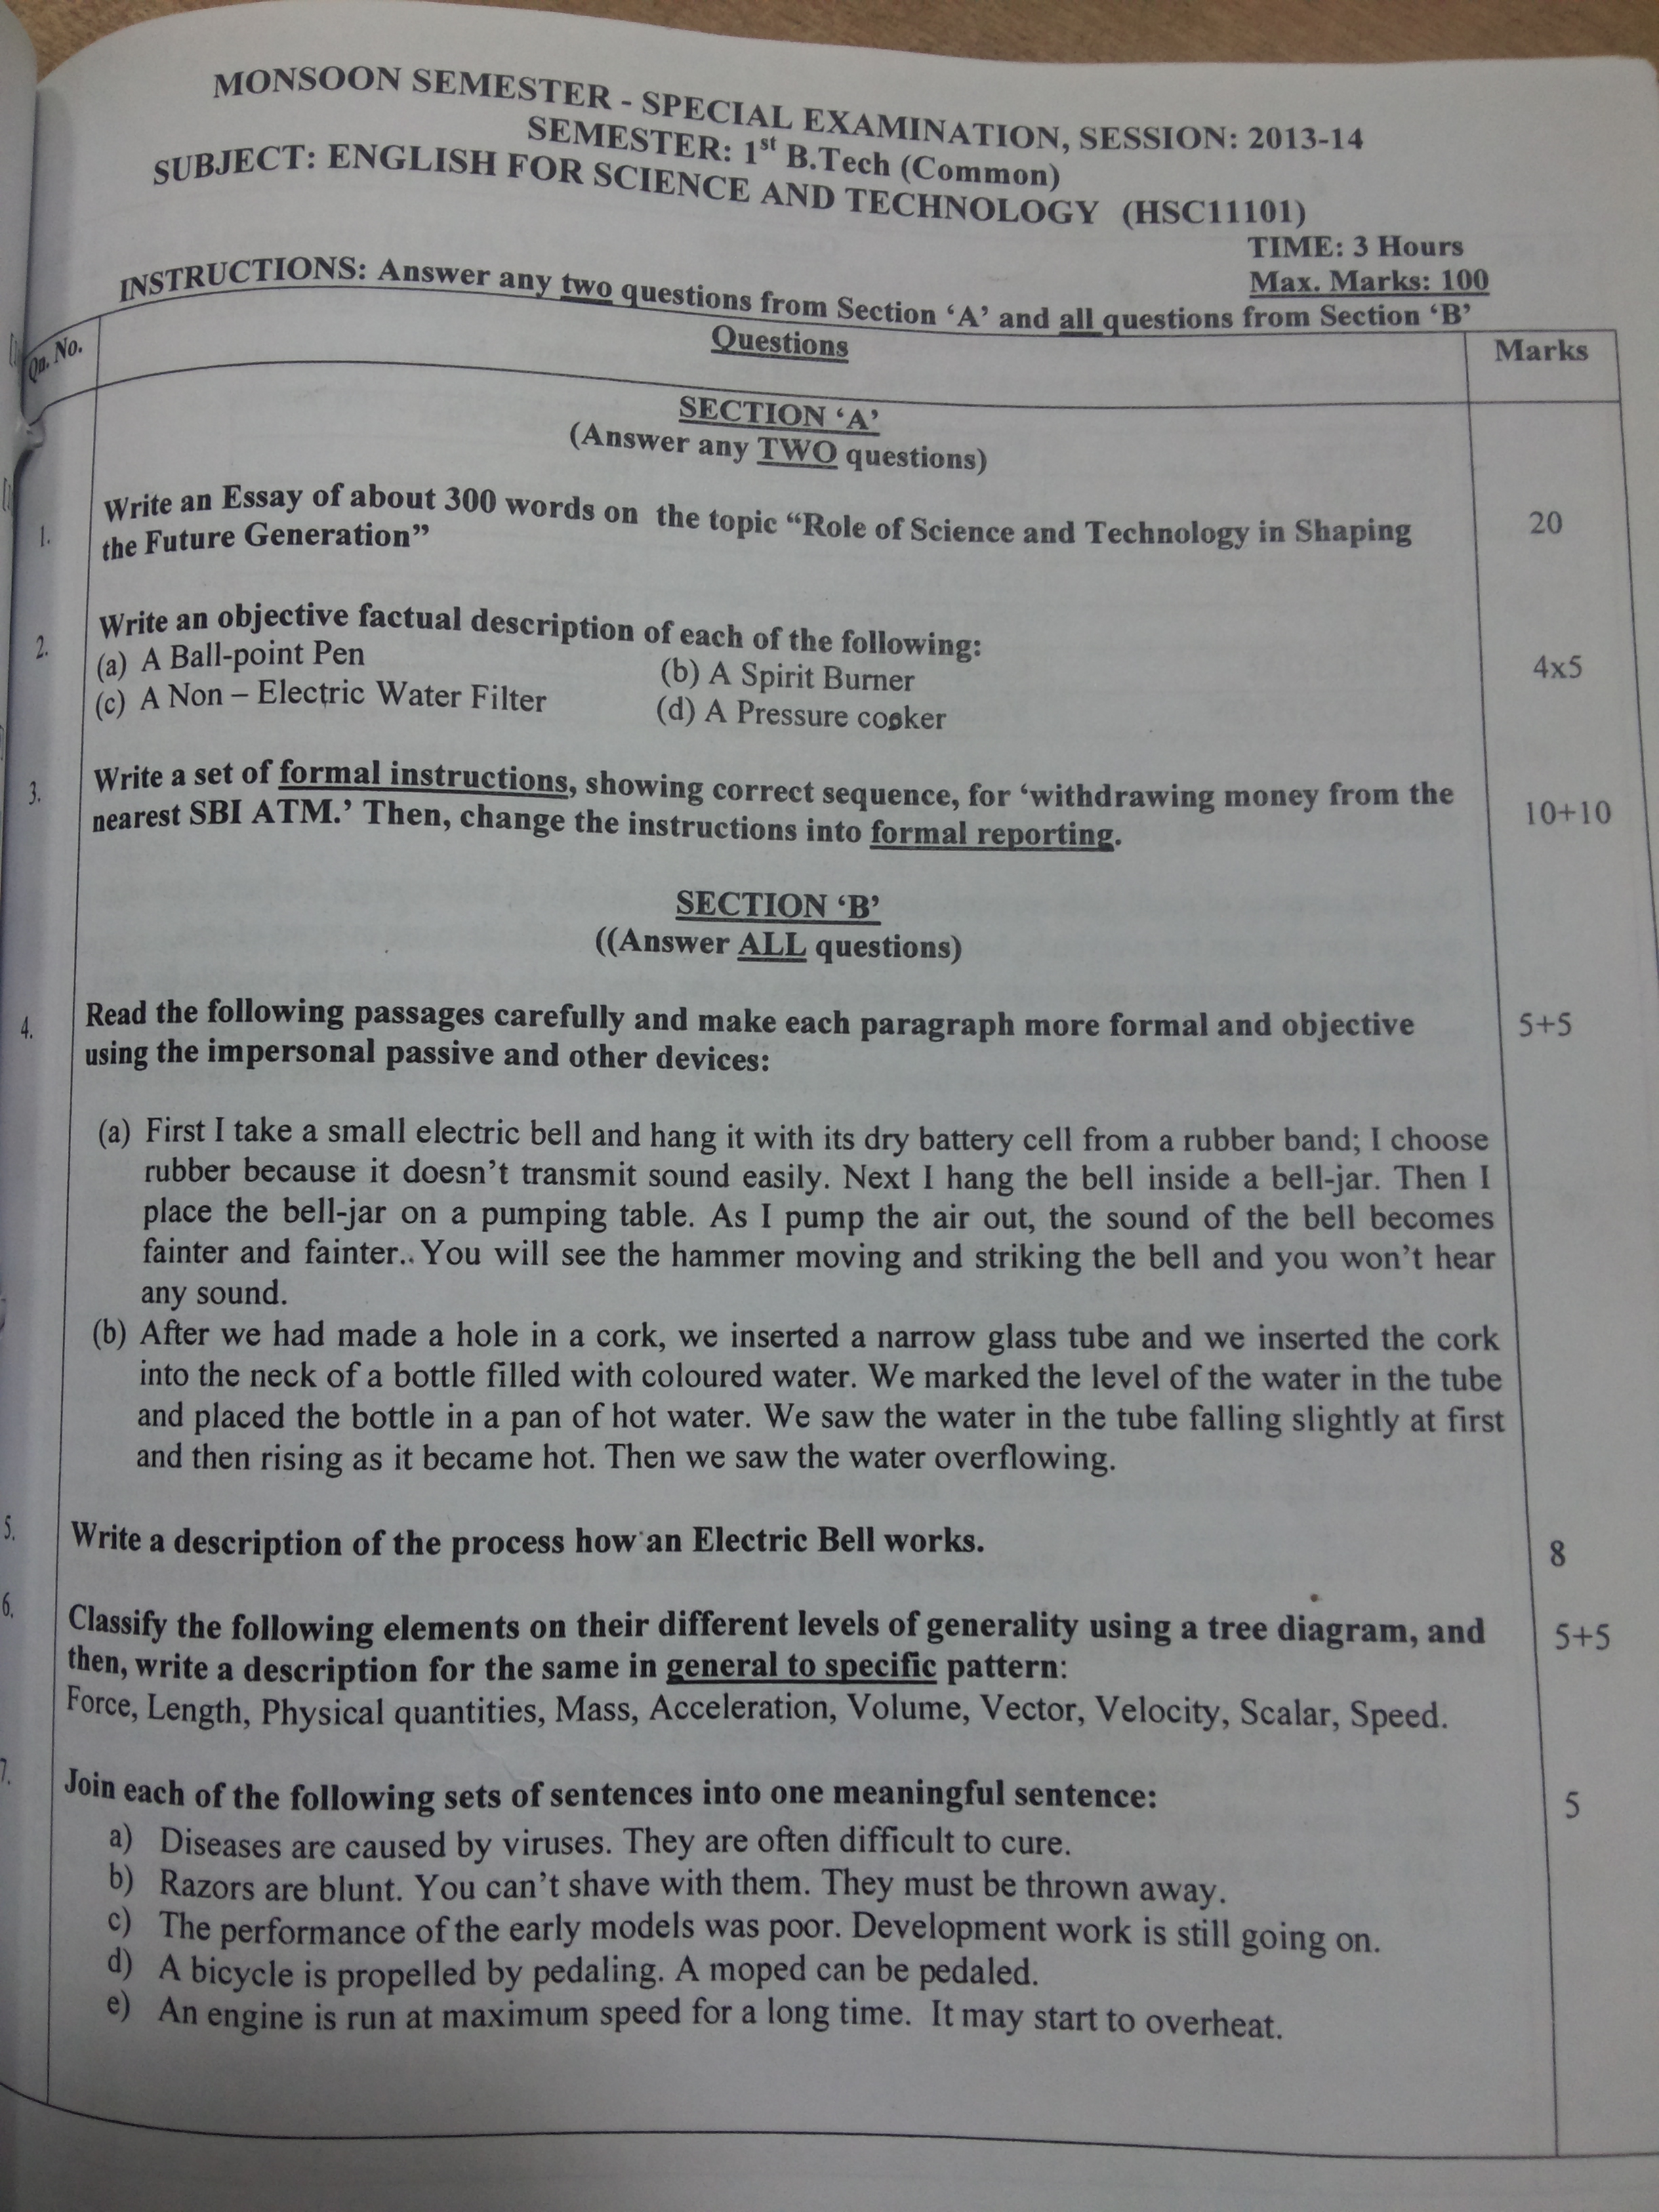 MONSOON SEMESTER - SPECIAL EXAMINATION, SESSION: 2013-14
SEMESTER: 1st B.Tech (Common)
SUBJECT: ENGLISH FOR SCIENCE AND TECHNOLOGY (HSC11101)
TIME: 3 Hours
Max. Marks: 100
INSTRUCTIONS: Answer any two questions from Section ‘A’ and all questions from Section ‘B’
Qn. No. Questions Marks
SECTION ‘A’
(Answer any TWO questions)
1. Write an Essay of about 300 words on the topic “Role of Science and Technology in Shaping 20
the Future Generation”
2. Write an objective factual description of each of the following: 4x5
(a) A Ball-point Pen (b) A Spirit Burner
(c) A Non – Electric Water Filter (d) A Pressure cooker
3. Write a set of formal instructions, showing correct sequence, for ‘withdrawing money from the 10+10
nearest SBI ATM.’ Then, change the instructions into formal reporting.
SECTION ‘B’
((Answer ALL questions)
4. Read the following passages carefully and make each paragraph more formal and objective 5+5
using the impersonal passive and other devices:
(a) First I take a small electric bell and hang it with its dry battery cell from a rubber band; I choose
rubber because it doesn’t transmit sound easily. Next I hang the bell inside a bell-jar. Then I
place the bell-jar on a pumping table. As I pump the air out, the sound of the bell becomes
fainter and fainter.. You will see the hammer moving and striking the bell and you won’t hear
any sound.
(b) After we had made a hole in a cork, we inserted a narrow glass tube and we inserted the cork
into the neck of a bottle filled with coloured water. We marked the level of the water in the tube
and placed the bottle in a pan of hot water. We saw the water in the tube falling slightly at first
and then rising as it became hot. Then we saw the water overflowing.
5. Write a description of the process how an Electric Bell works. 8
6. Classify the following elements on their different levels of generality using a tree diagram, and 5+5
then, write a description for the same in general to specific pattern:
Force, Length, Physical quantities, Mass, Acceleration, Volume, Vector, Velocity, Scalar, Speed.
7. Join each of the following sets of sentences into one meaningful sentence: 5
a) Diseases are caused by viruses. They are often difficult to cure.
b) Razors are blunt. You can’t shave with them. They must be thrown away.
c) The performance of the early models was poor. Development work is still going on.
d) A bicycle is propelled by pedaling. A moped can be pedaled.
e) An engine is run at maximum speed for a long time. It may start to overheat.